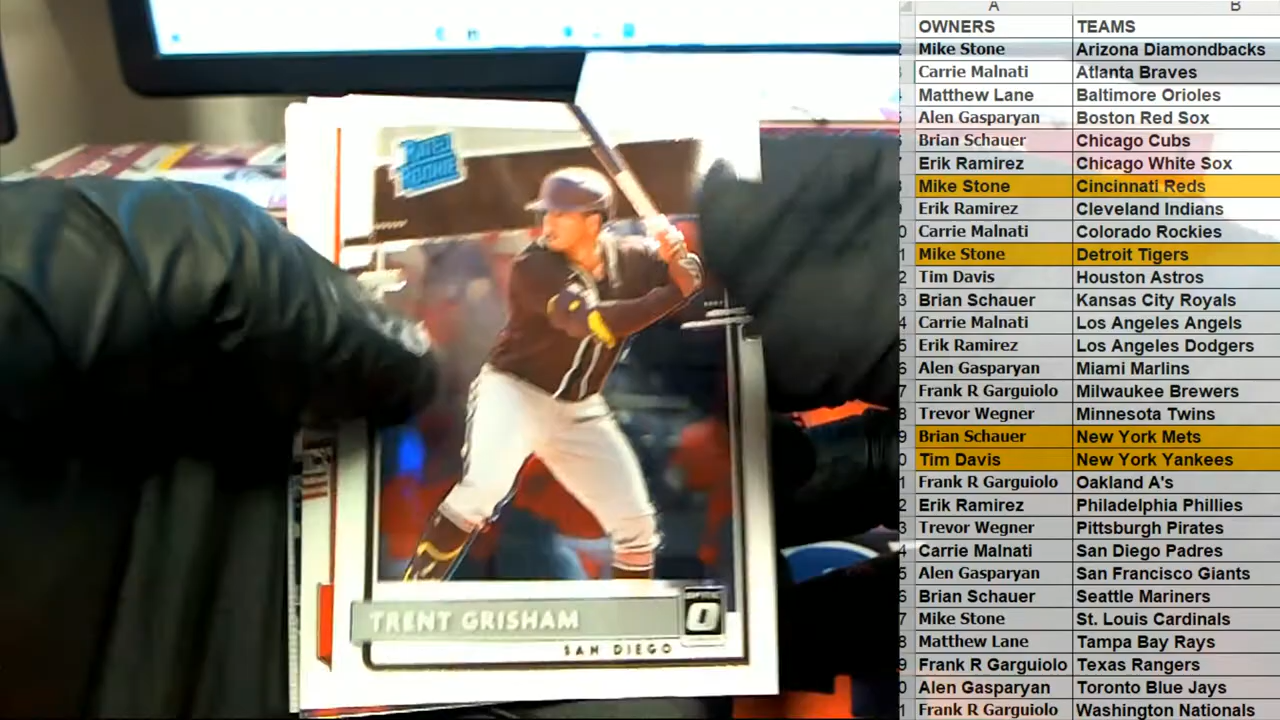 RATED
ROOKIE
TRENT GRISHAM
SAN DIEGO
OPTIC
A B
OWNERS TEAMS
Mike Stone Arizona Diamondbacks
Carrie Malnati Atlanta Braves
Matthew Lane Baltimore Orioles
Alen Gasparyan Boston Red Sox
Brian Schauer Chicago Cubs
Erik Ramirez Chicago White Sox
Mike Stone Cincinnati Reds
Erik Ramirez Cleveland Indians
Carrie Malnati Colorado Rockies
Mike Stone Detroit Tigers
Tim Davis Houston Astros
Brian Schauer Kansas City Royals
Carrie Malnati Los Angeles Angels
Erik Ramirez Los Angeles Dodgers
Alen Gasparyan Miami Marlins
Frank R Garguiolo Milwaukee Brewers
Trevor Wegner Minnesota Twins
Brian Schauer New York Mets
Tim Davis New York Yankees
Frank R Garguiolo Oakland A's
Erik Ramirez Philadelphia Phillies
Trevor Wegner Pittsburgh Pirates
Carrie Malnati San Diego Padres
Alen Gasparyan San Francisco Giants
Brian Schauer Seattle Mariners
Mike Stone St. Louis Cardinals
Matthew Lane Tampa Bay Rays
Frank R Garguiolo Texas Rangers
Alen Gasparyan Toronto Blue Jays
Frank R Garguiolo Washington Nationals